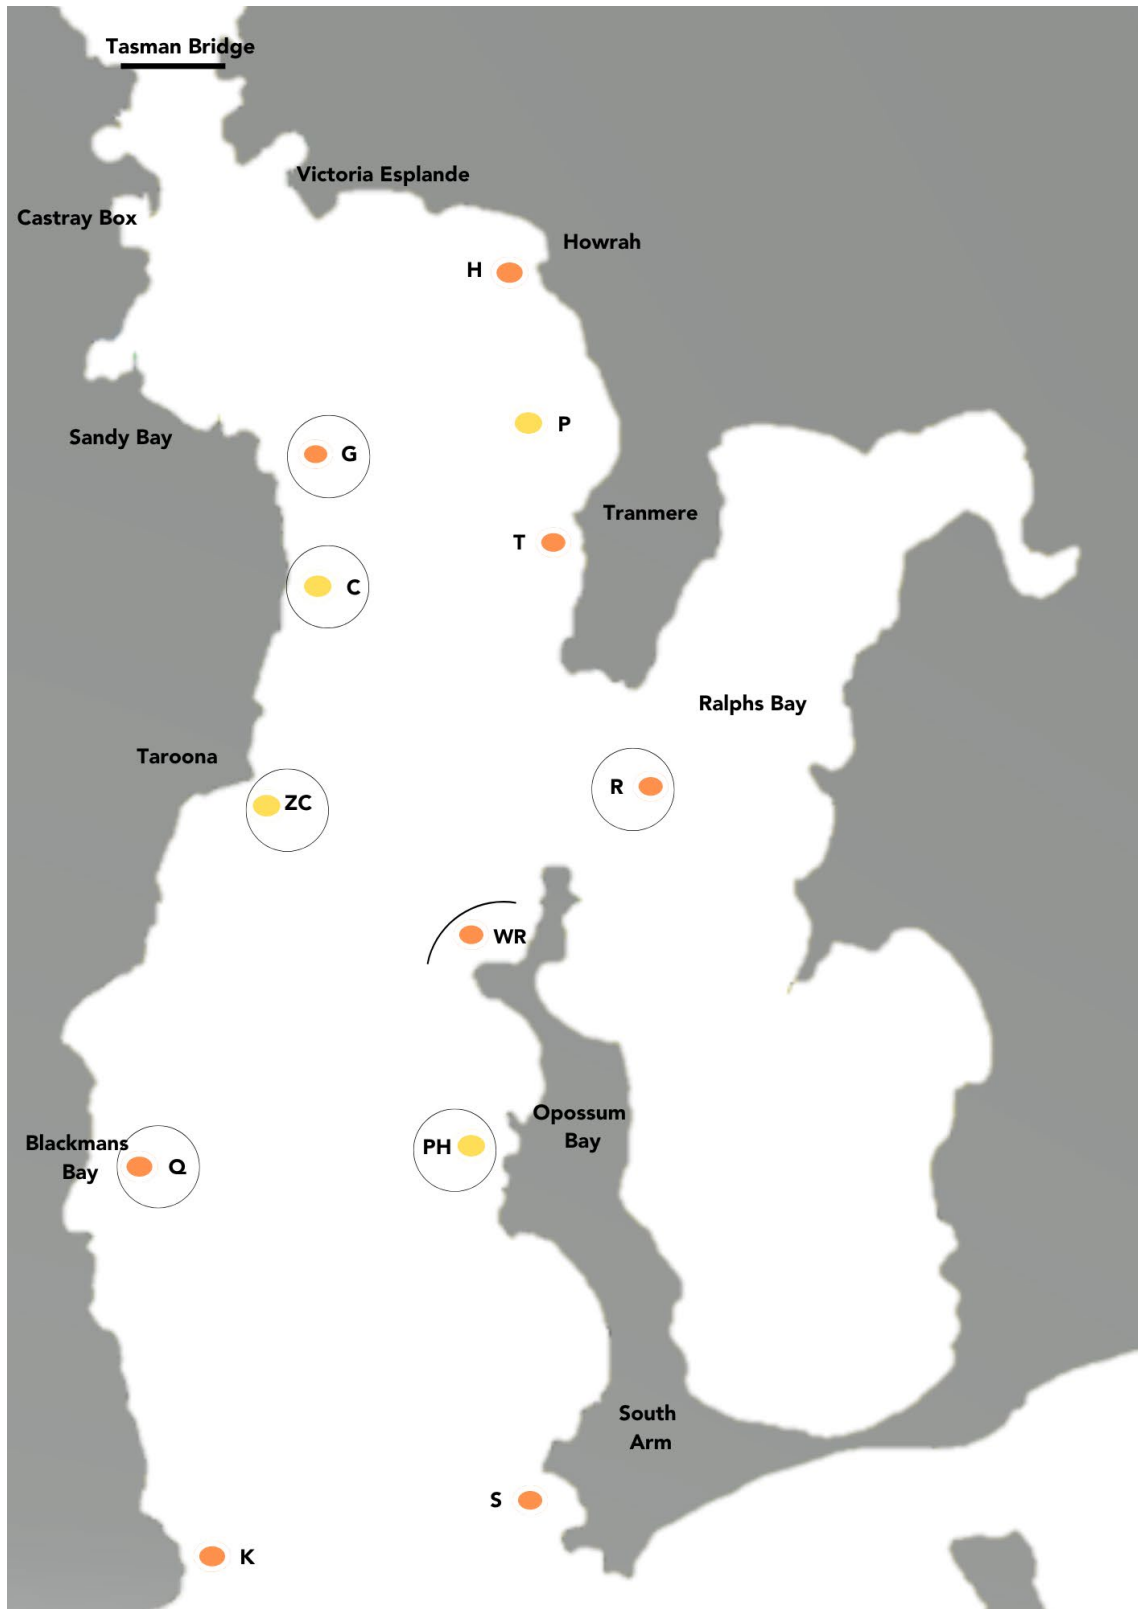 Tasman Bridge
Victoria Esplande
Castray Box
Howrah
H
P
Sandy Bay
G
Tranmere
T
C
Ralphs Bay
Taroona
R
ZC
WR
Opossum
Bay
Blackmans
Bay
PH
Q
South
Arm
S
K